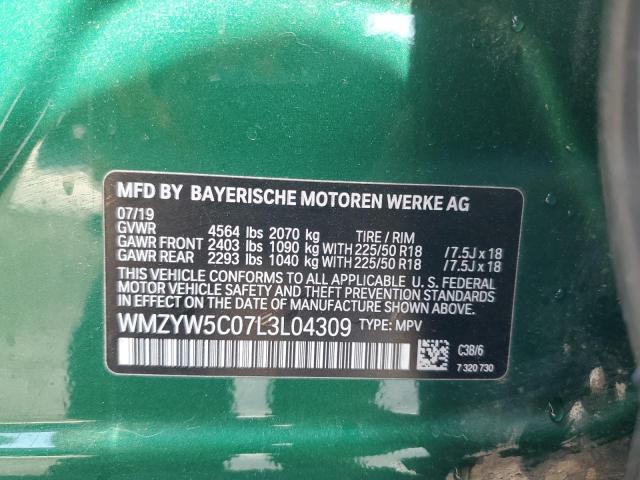 MFD BY BAYERISCHE MOTOREN WERKE AG
07/19
GVWR 4564 lbs 2070 kg TIRE / RIM
GAWR FRONT 2403 lbs 1090 kg WITH 225/50 R18 /7.5J x 18
GAWR REAR 2293 lbs 1040 kg WITH 225/50 R18 /7.5J x 18
THIS VEHICLE CONFORMS TO ALL APPLICABLE U. S. FEDERAL
MOTOR VEHICLE SAFETY, BUMPER, AND THEFT PREVENTION STANDARDS
IN EFFECT ON THE DATE OF MANUFACTURE SHOWN ABOVE.
WMZYW5C07L3L04309 TYPE: MPV
C3B/6
7 320 730